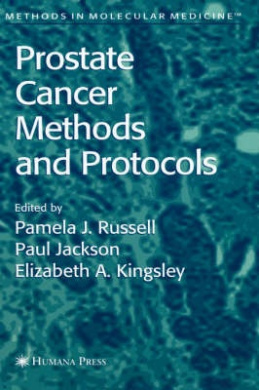 METHODS IN MOLECULAR MEDICINE™
Prostate
Cancer
Methods
and Protocols
Edited by
Pamela J. Russell
Paul Jackson
Elizabeth A. Kingsley
HUMANA PRESS